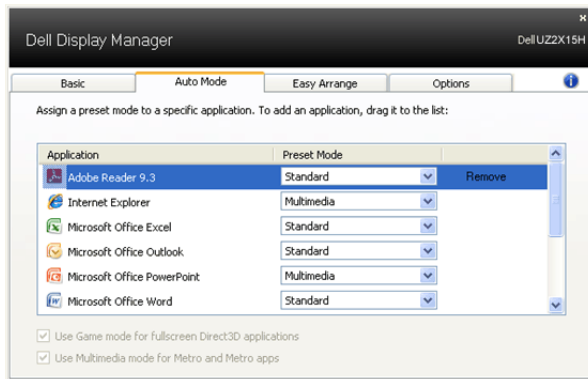 Dell Display Manager
Dell UZ2X15H
Basic Auto Mode Easy Arrange Options
Assign a preset mode to a specific application. To add an application, drag it to the list:
Application Preset Mode
Adobe Reader 9.3 Standard Remove
Internet Explorer Multimedia
Microsoft Office Excel Standard
Microsoft Office Outlook Standard
Microsoft Office PowerPoint Multimedia
Microsoft Office Word Standard
Use Game mode for fullscreen Direct3D applications
Use Multimedia mode for Metro and Metro apps